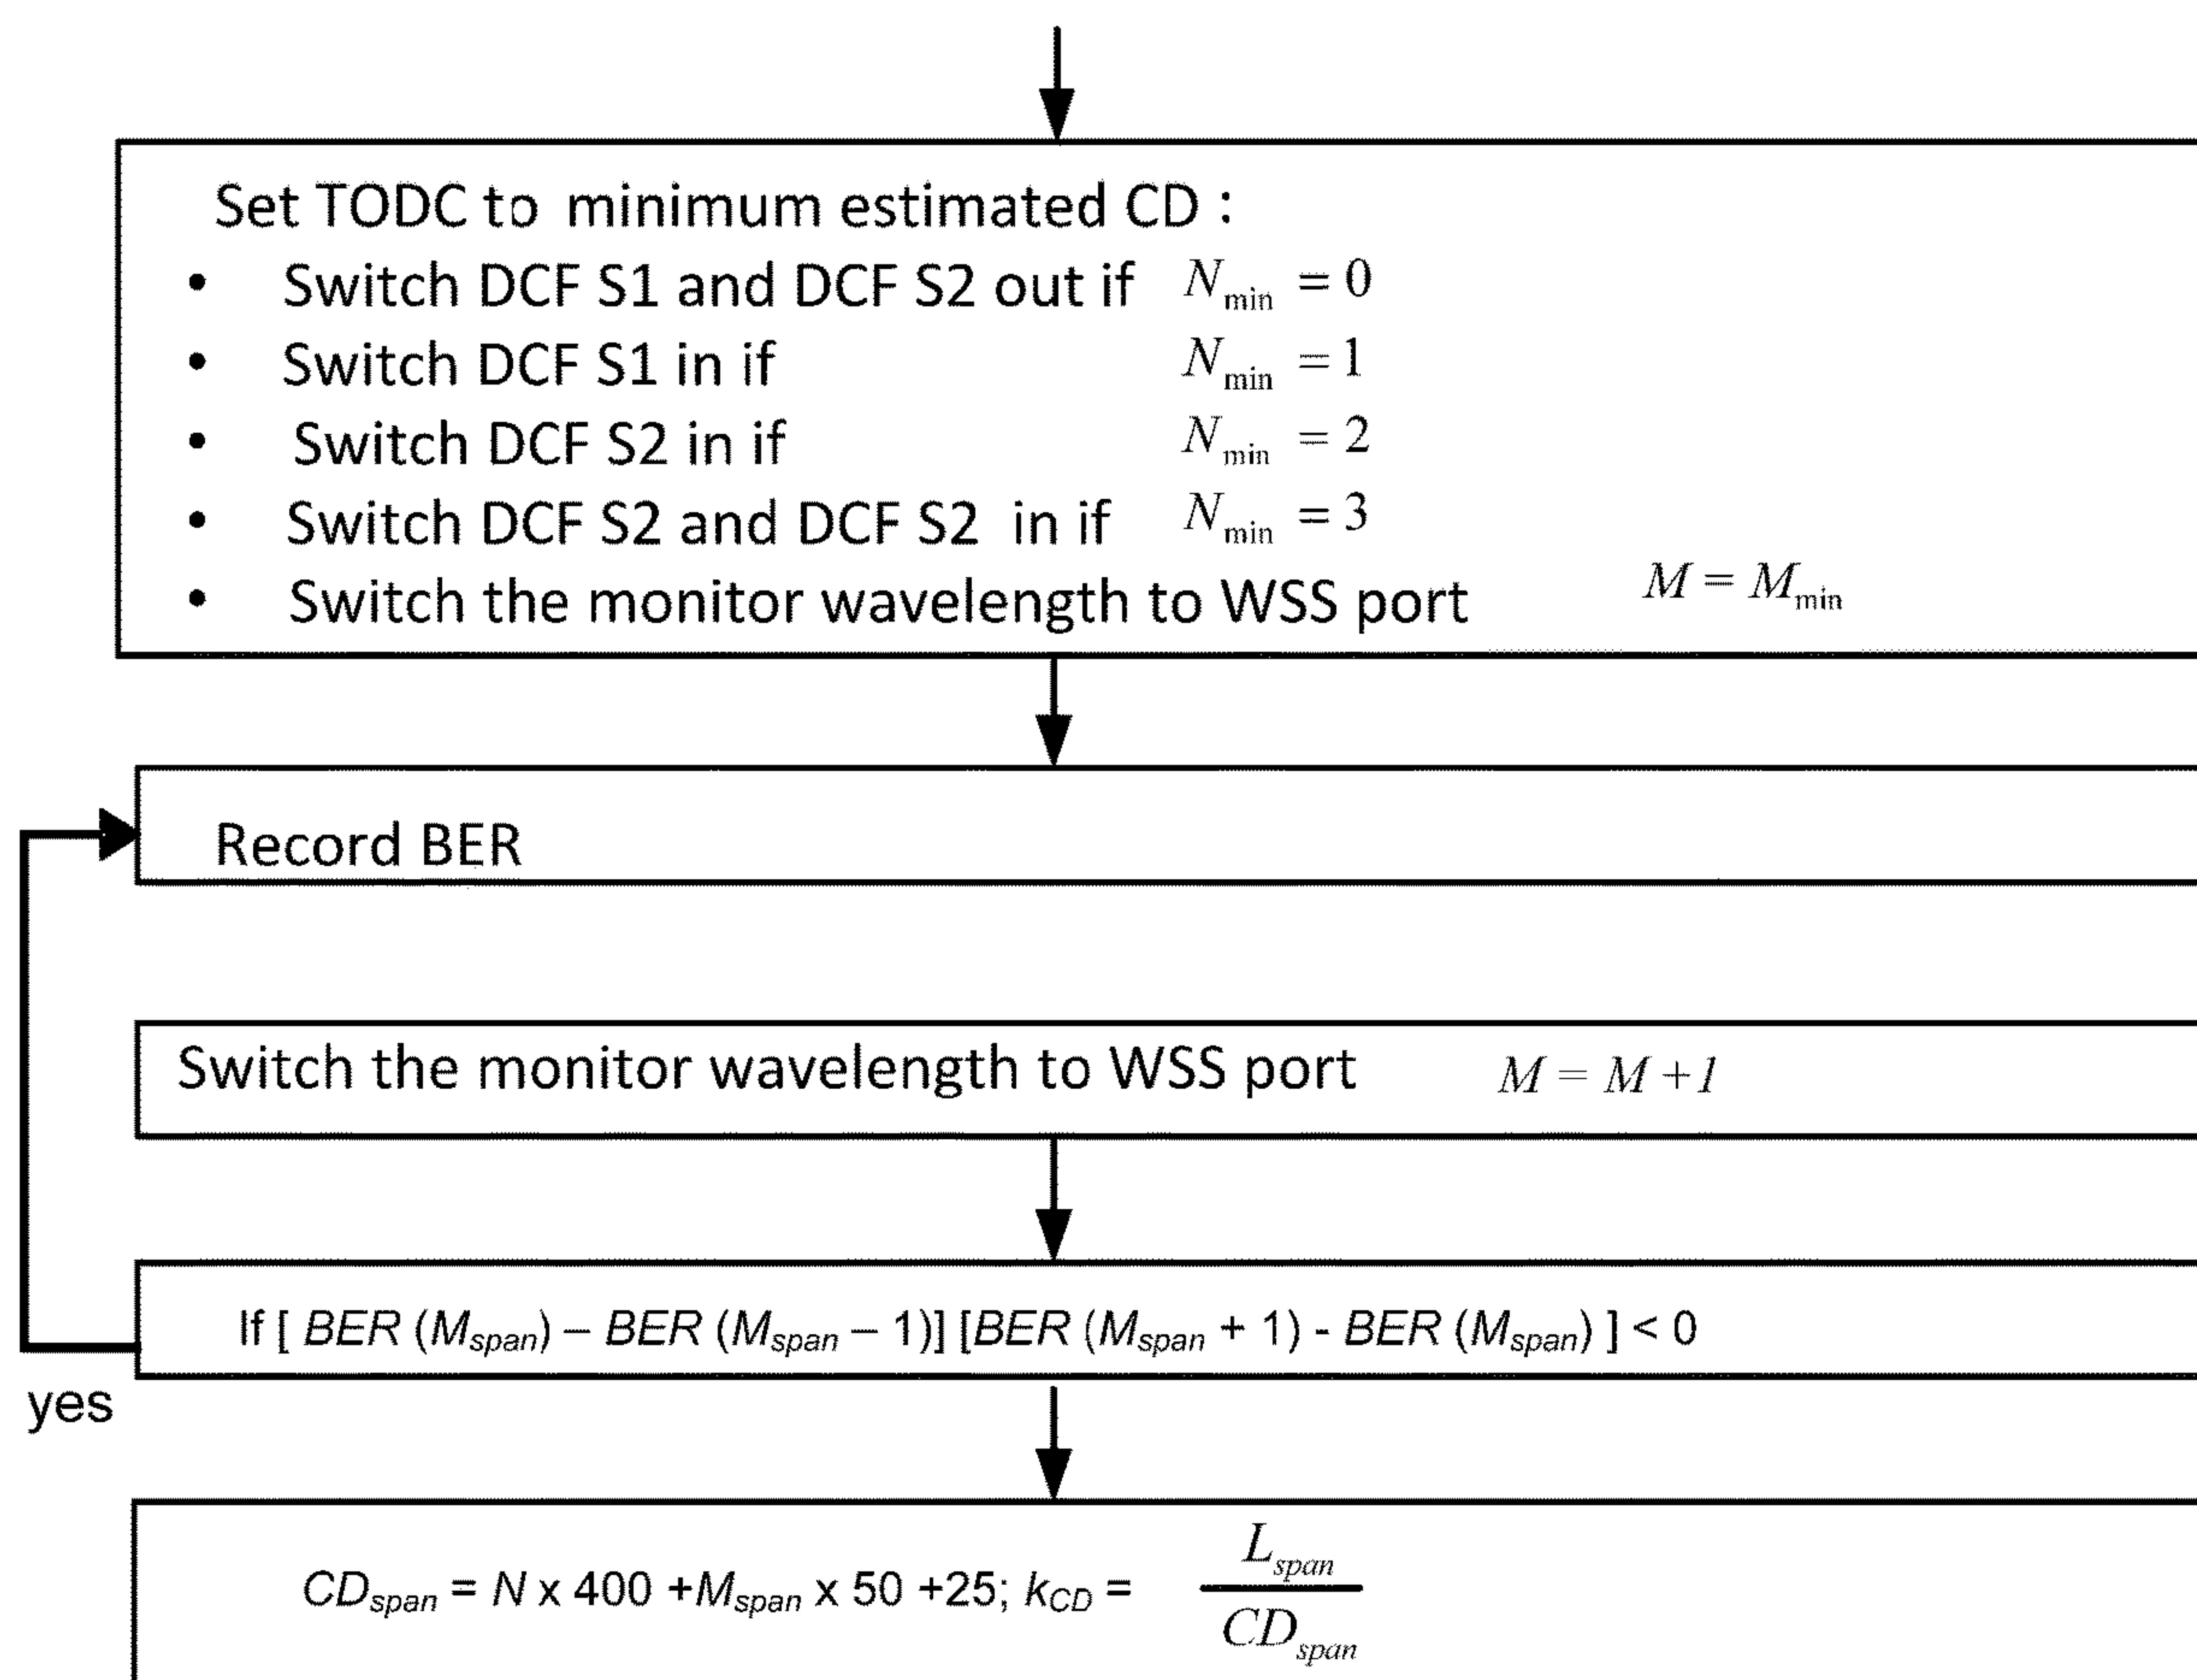 Set TODC to minimum estimated CD :
• Switch DCF S1 and DCF S2 out if N_min = 0
• Switch DCF S1 in if N_min = 1
• Switch DCF S2 in if N_min = 2
• Switch DCF S2 and DCF S2 in if N_min = 3
• Switch the monitor wavelength to WSS port M = M_min
Record BER
Switch the monitor wavelength to WSS port M = M +1
If [ BER (M_span) – BER (M_span – 1)] [BER (M_span + 1) - BER (M_span) ] < 0
yes
CD_span = N x 400 +M_span x 50 +25; k_CD = L_span / CD_span